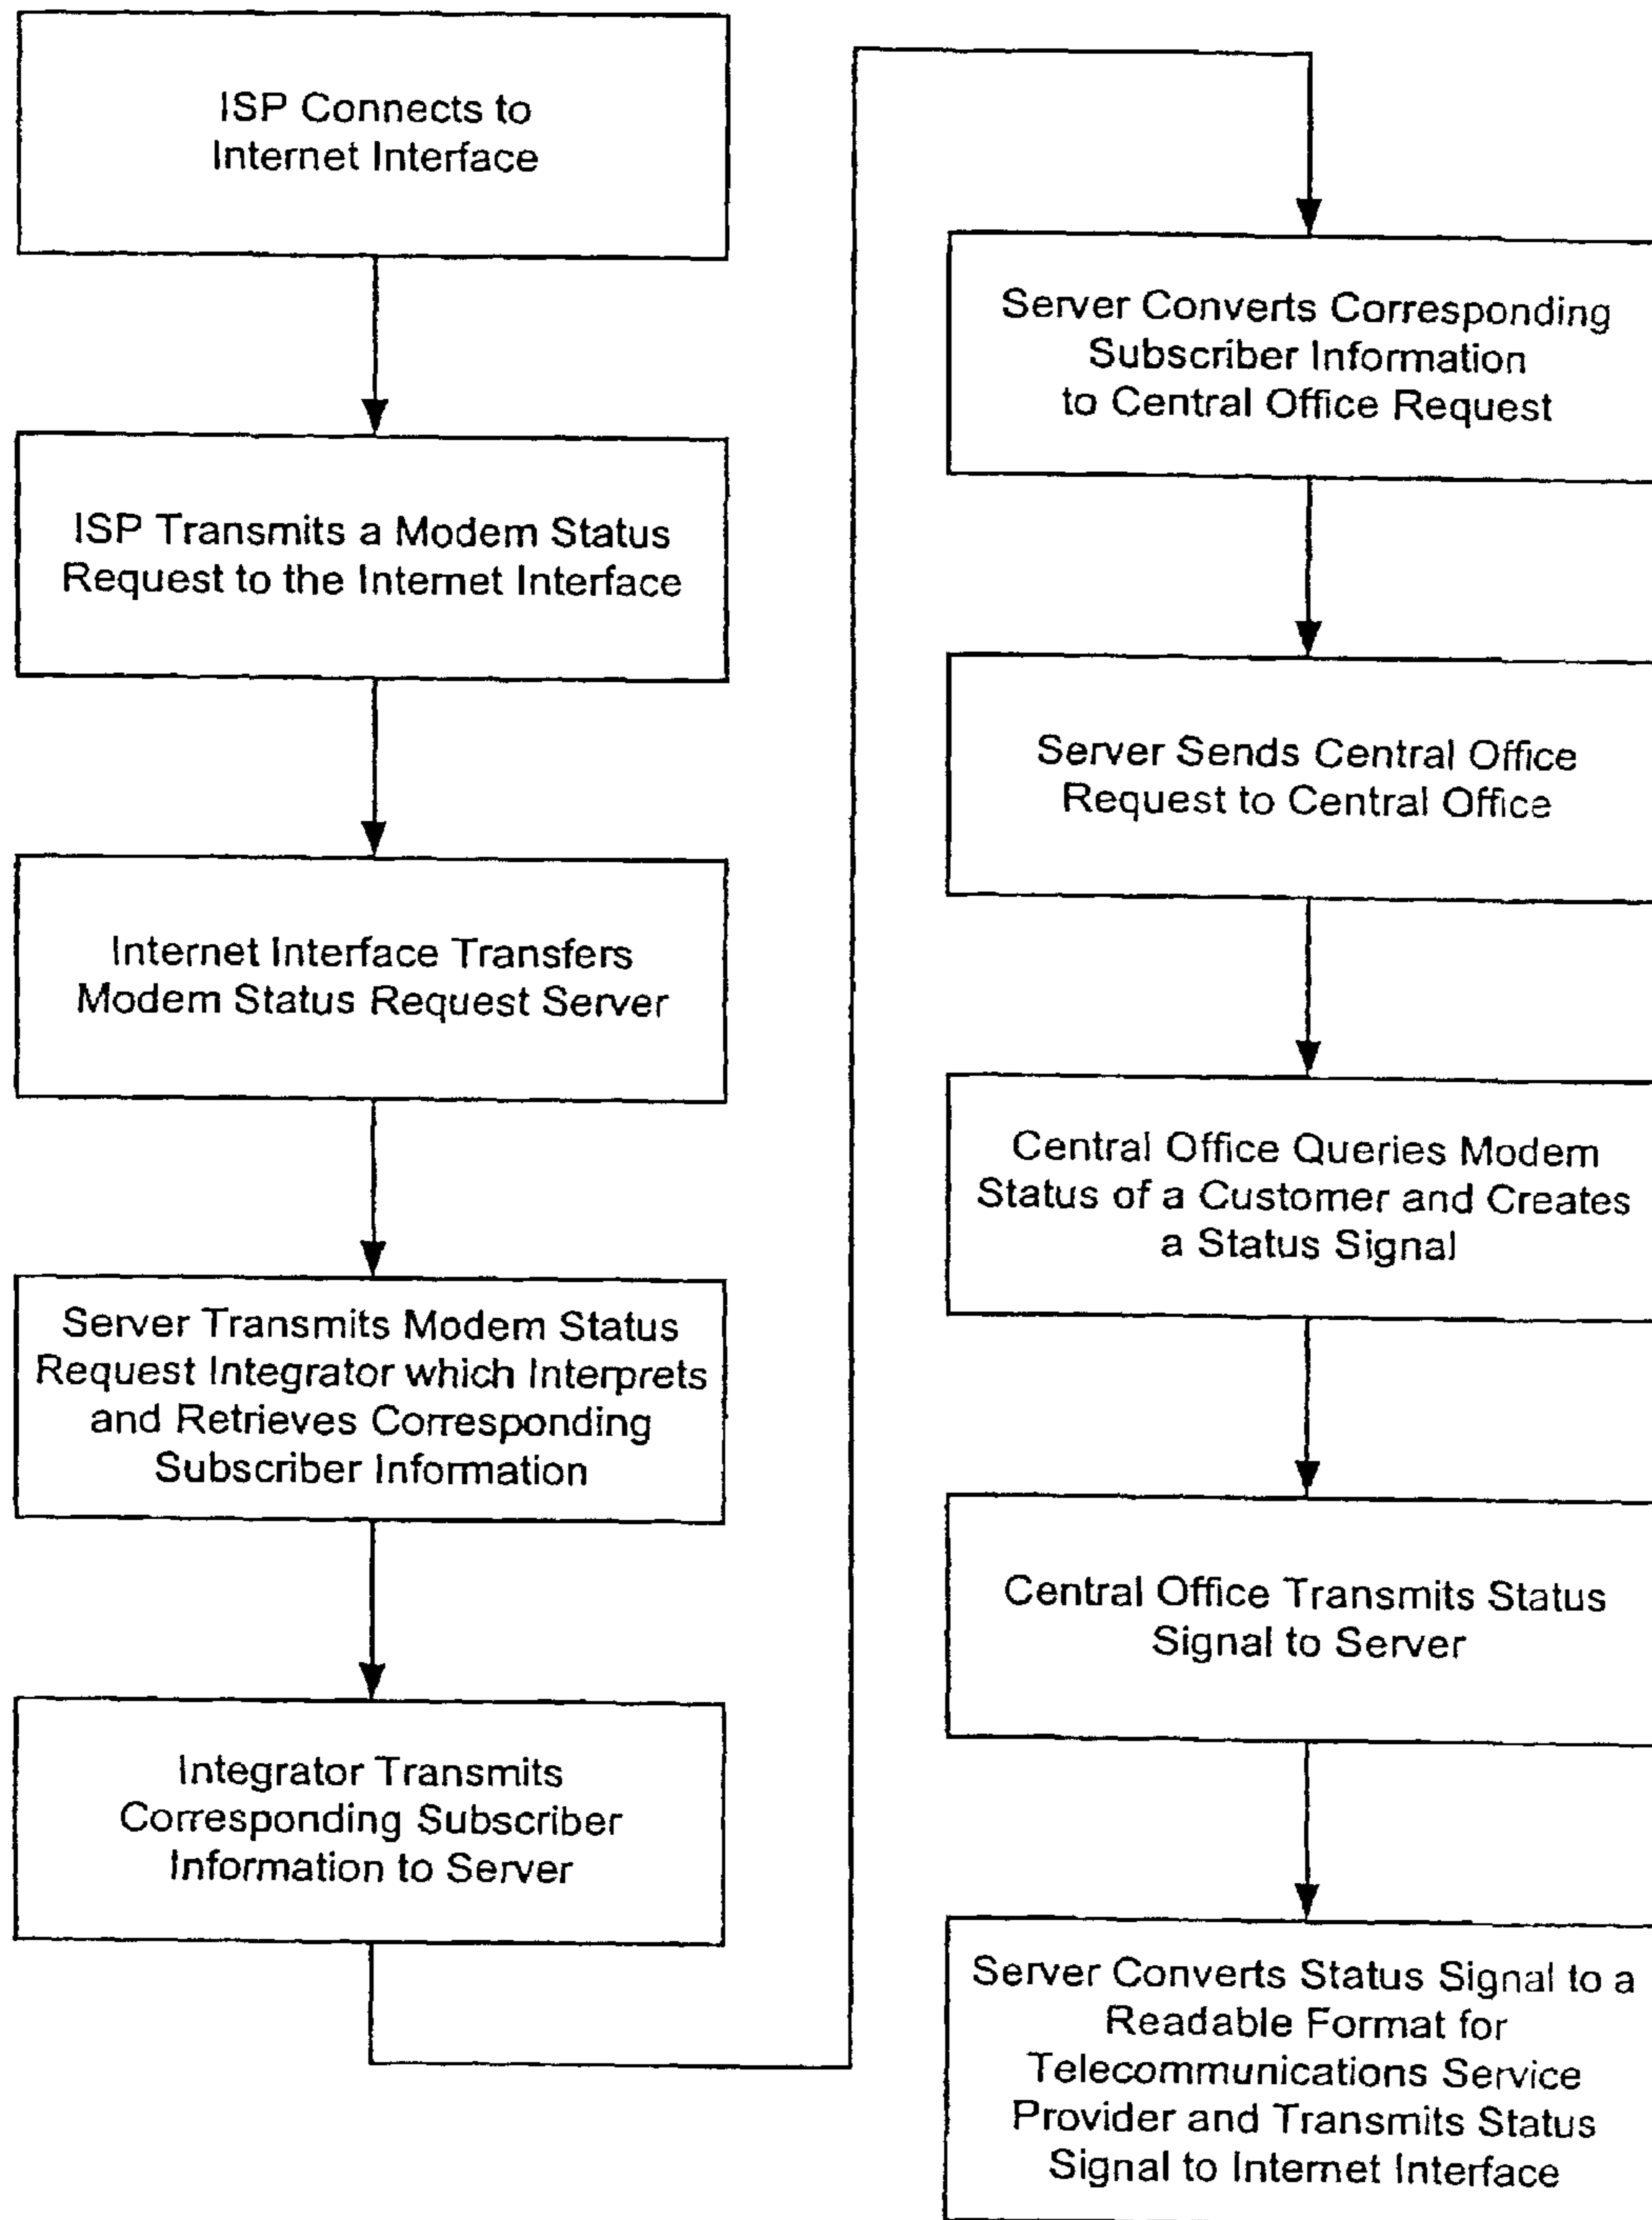 ISP Connects to
Internet Interface
ISP Transmits a Modem Status
Request to the Internet Interface
Internet Interface Transfers
Modem Status Request Server
Server Transmits Modem Status
Request Integrator which Interprets
and Retrieves Corresponding
Subscriber Information
Integrator Transmits
Corresponding Subscriber
Information to Server
Server Converts Corresponding
Subscriber Information
to Central Office Request
Server Sends Central Office
Request to Central Office
Central Office Queries Modem
Status of a Customer and Creates
a Status Signal
Central Office Transmits Status
Signal to Server
Server Converts Status Signal to a
Readable Format for
Telecommunications Service
Provider and Transmits Status
Signal to Internet Interface